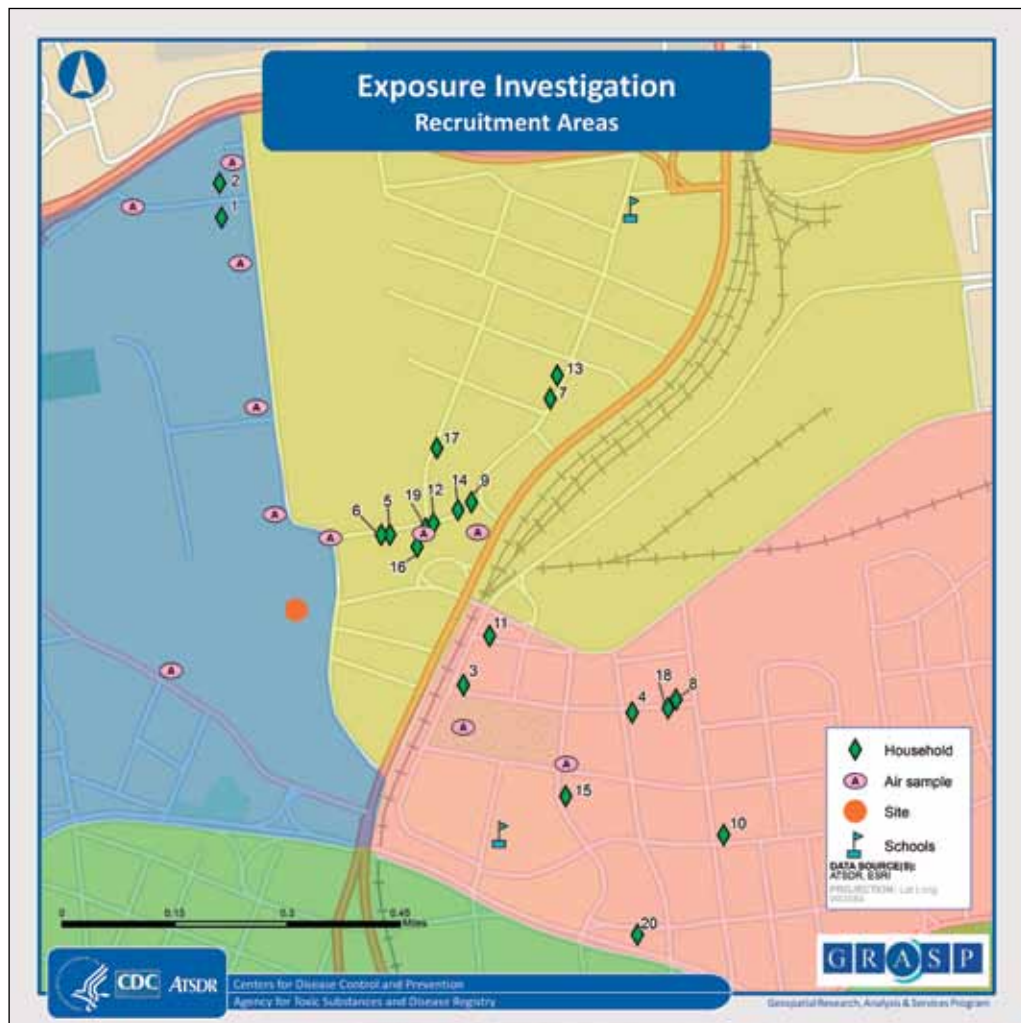 Exposure Investigation
Recruitment Areas
A
2
A
1
A
13
7
A
17
9
14
12
19
5
6
A
A
A
A
16
11
A
3
18
8
4
A
A
15
10
20
Household
A Air sample
Site
Schools
DATA SOURCE(S):
ATSDR, ESRI
PROJECTION:
0 0.15 0.3 0.45
Miles
CDC ATSDR
Centers for Disease Control and Prevention
Agency for Toxic Substances and Disease Registry
GRASP
Geospatial Research, Analysis & Services Program